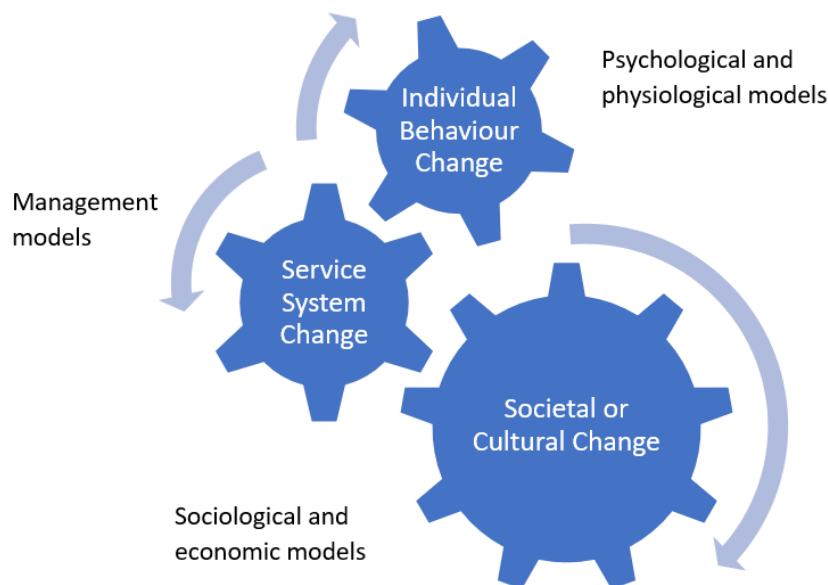 Individual
Behaviour
Change
Psychological and
physiological models
Management
models
Service
System
Change
Societal or
Cultural Change
Sociological and
economic models